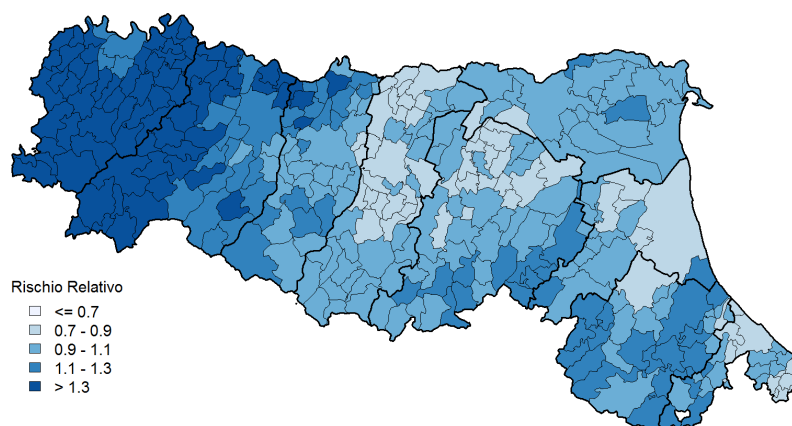 Rischio Relativo
<= 0.7
0.7 - 0.9
0.9 - 1.1
1.1 - 1.3
> 1.3